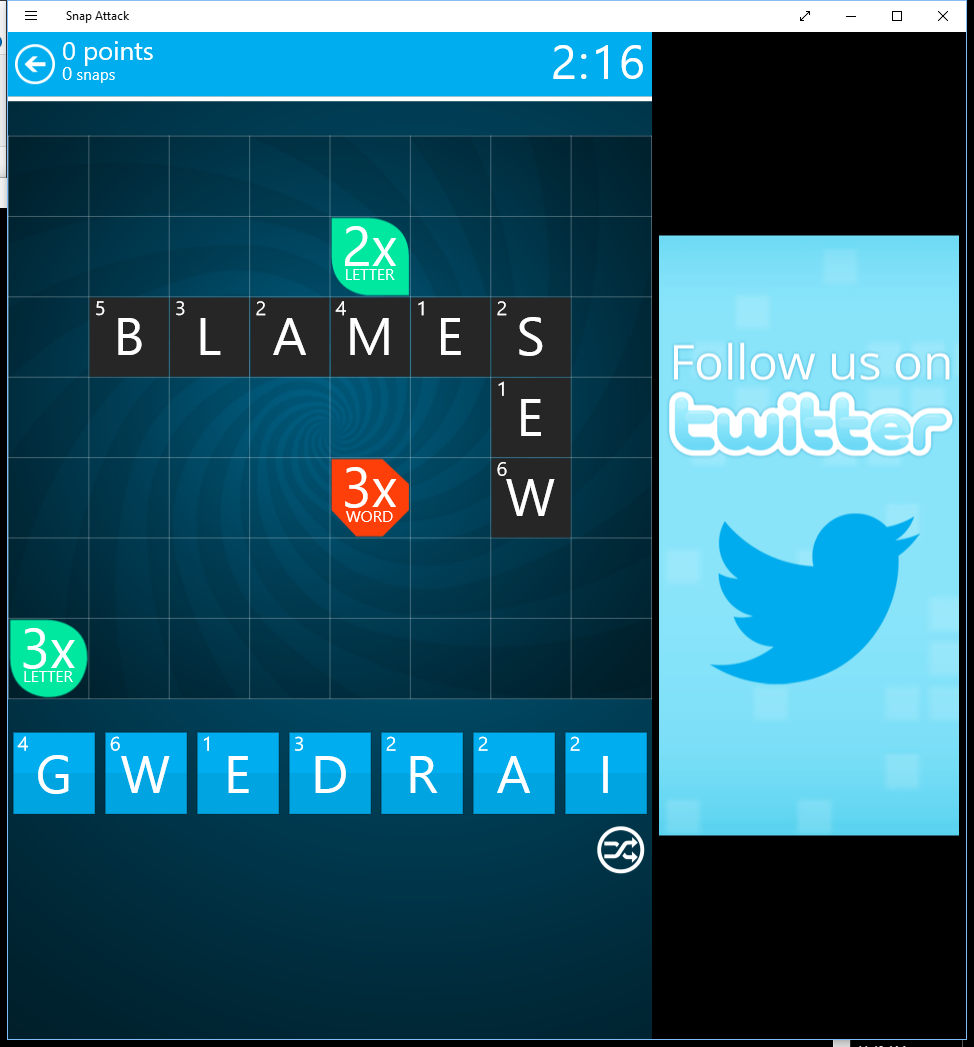 Snap Attack
0 points
0 snaps
2:16
2x
LETTER
5 B 3 L 2 A 4 M 1 E 2 S
1 E
3x
WORD
6 W
3x
LETTER
4 G 6 W 1 E 3 D 2 R 2 A 2 I
Follow us on
twitter